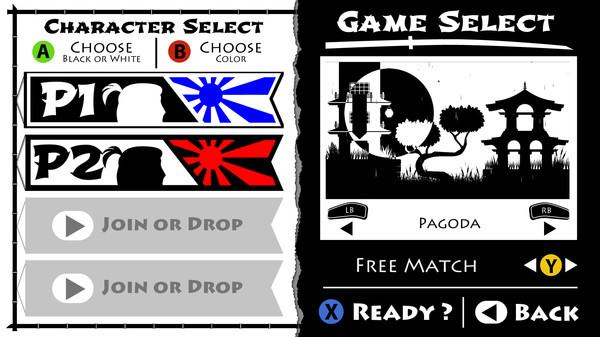 Character Select
A Choose
Black or White
B Choose
Color
P1
P2
Join or Drop
Join or Drop
Game Select
LB
RB
Pagoda
Free Match
Y
X Ready ?
Back